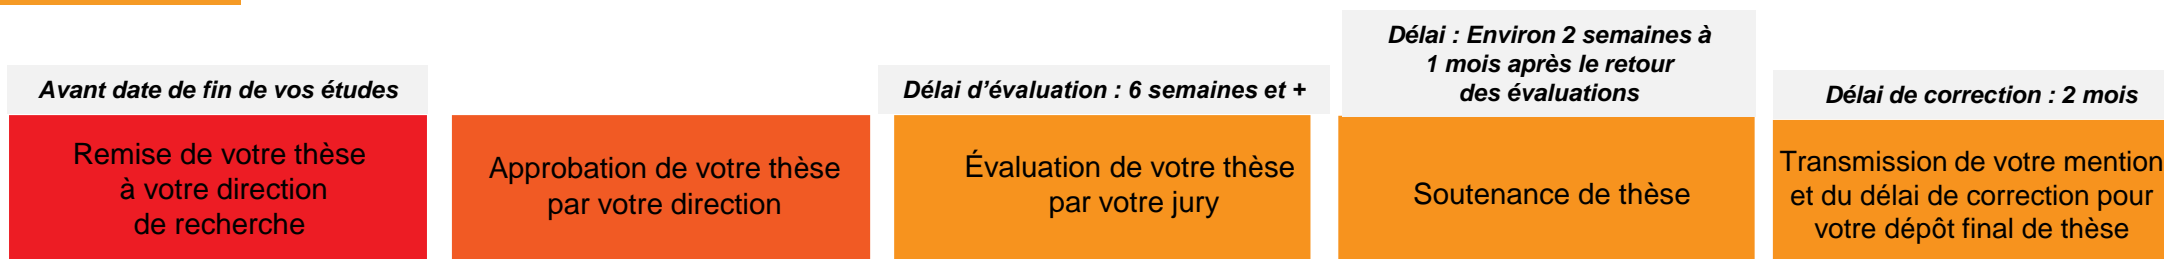 Avant date de fin de vos études
Remise de votre thèse
à votre direction
de recherche
Approbation de votre thèse
par votre direction
Délai d'évaluation : 6 semaines et +
Évaluation de votre thèse
par votre jury
Délai : Environ 2 semaines à
1 mois après le retour
des évaluations
Soutenance de thèse
Délai de correction : 2 mois
Transmission de votre mention
et du délai de correction pour
votre dépôt final de thèse